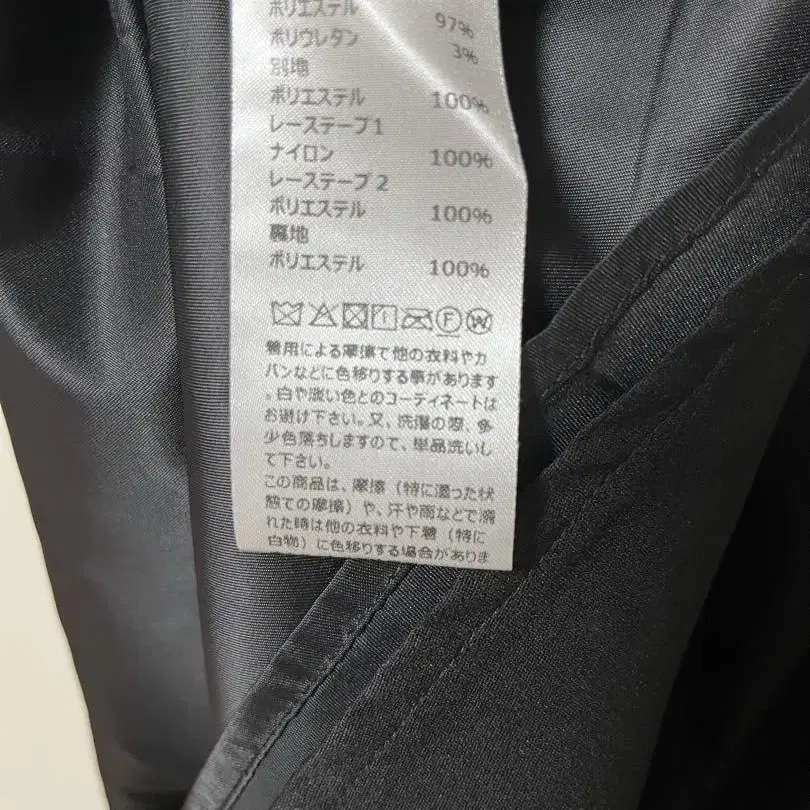 ポリエステル 97%
ポリウレタン 3%
別地
ポリエステル 100%
レーステープ1
ナイロン 100%
レーステープ2
ポリエステル 100%
裏地
ポリエステル 100%
F W
着用による摩擦で他の衣料やカ
バンなどに色移りする事があります
。白や淡い色とのコーディネートは
お避け下さい。又、洗濯の際、多
少色落ちしますので、単品洗いし
て下さい。
この商品は、摩擦（特に湿った状
態での摩擦）や、汗や雨などで濡
れた時は他の衣料や下着（特に
白物）に色移りする場合がありま